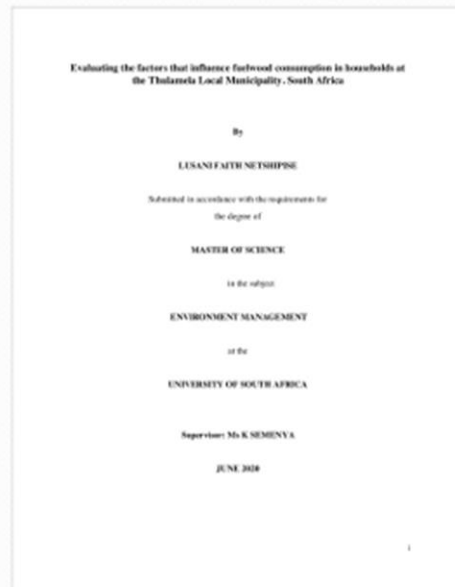 Evaluating the factors that influence fuelwood consumption in households at
the Thulamela Local Municipality, South Africa
By
LUSANI FAITH NETSHIPISE
Submitted in accordance with the requirements for
the degree of
MASTER OF SCIENCE
in the subject
ENVIRONMENT MANAGEMENT
at the
UNIVERSITY OF SOUTH AFRICA
Supervisor: Ms K SEMENYA
JUNE 2020